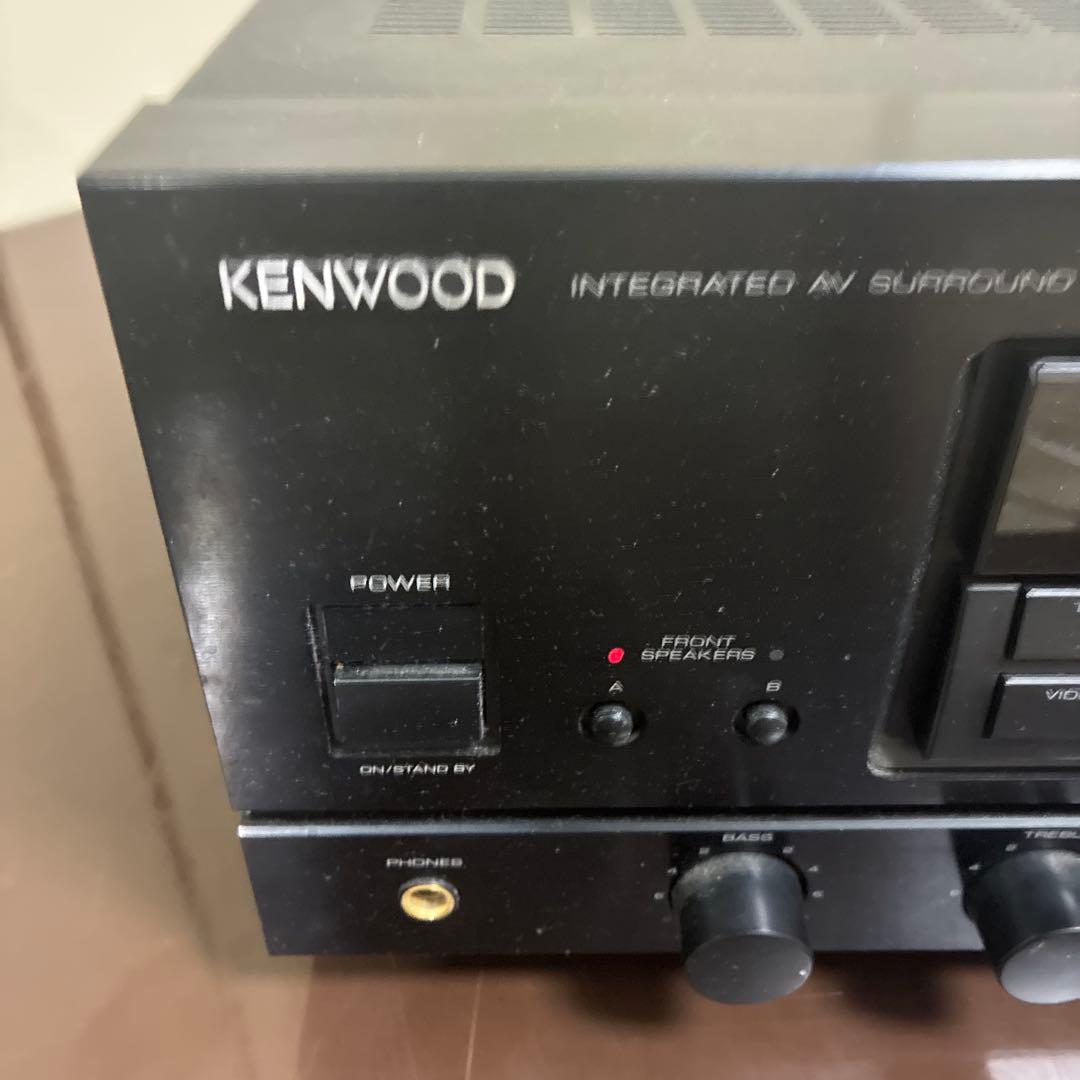 KENWOOD
INTEGRATED AV SURROUND
POWER
ON/STAND BY
FRONT
SPEAKERS
A
B
PHONES
BASS